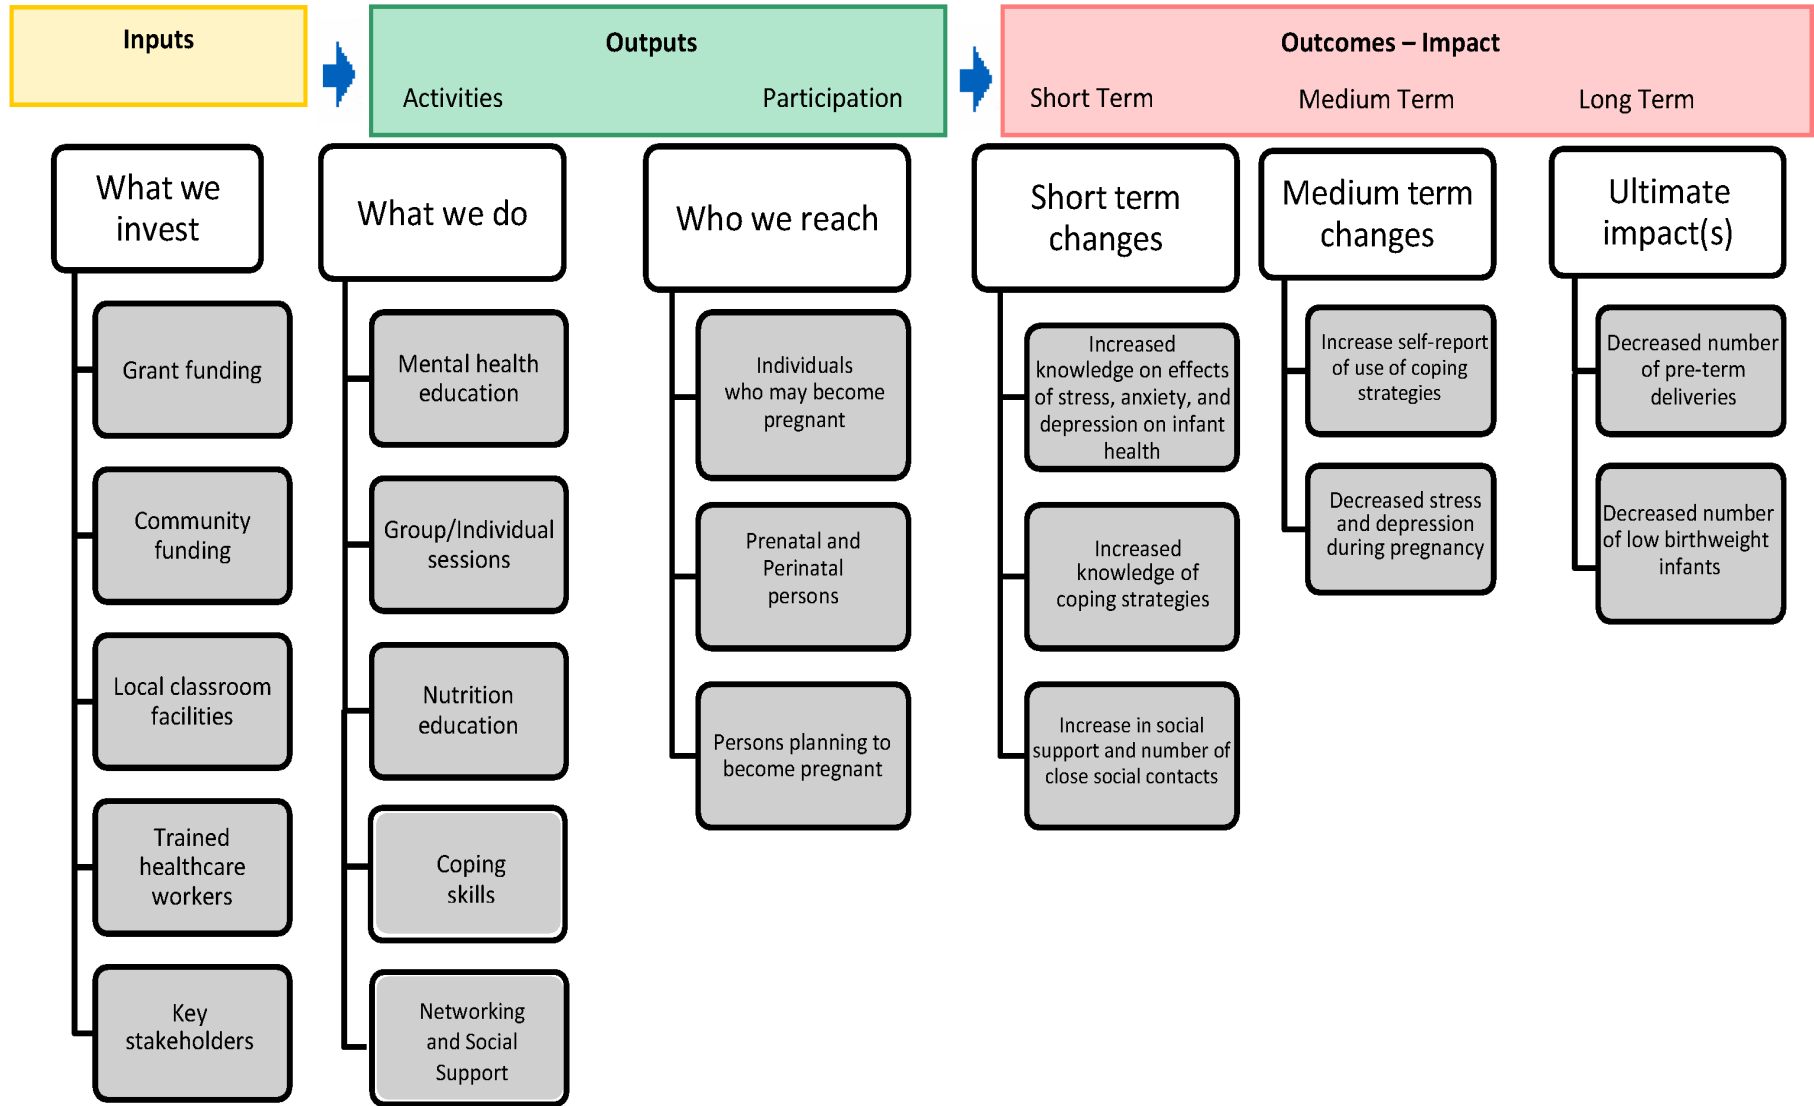 Inputs
Outputs
Activities
Participation
Outcomes – Impact
Short Term
Medium Term
Long Term
What we
invest
Grant funding
Community
funding
Local classroom
facilities
Trained
healthcare
workers
Key
stakeholders
What we do
Mental health
education
Group/Individual
sessions
Nutrition
education
Coping
skills
Networking
and Social
Support
Who we reach
Individuals
who may become
pregnant
Prenatal and
Perinatal
persons
Persons planning to
become pregnant
Short term
changes
Increased
knowledge on effects
of stress, anxiety, and
depression on infant
health
Increased
knowledge of
coping strategies
Increase in social
support and number of
close social contacts
Medium term
changes
Increase self-report
of use of coping
strategies
Decreased stress
and depression
during pregnancy
Ultimate
impact(s)
Decreased number
of pre-term
deliveries
Decreased number
of low birthweight
infants